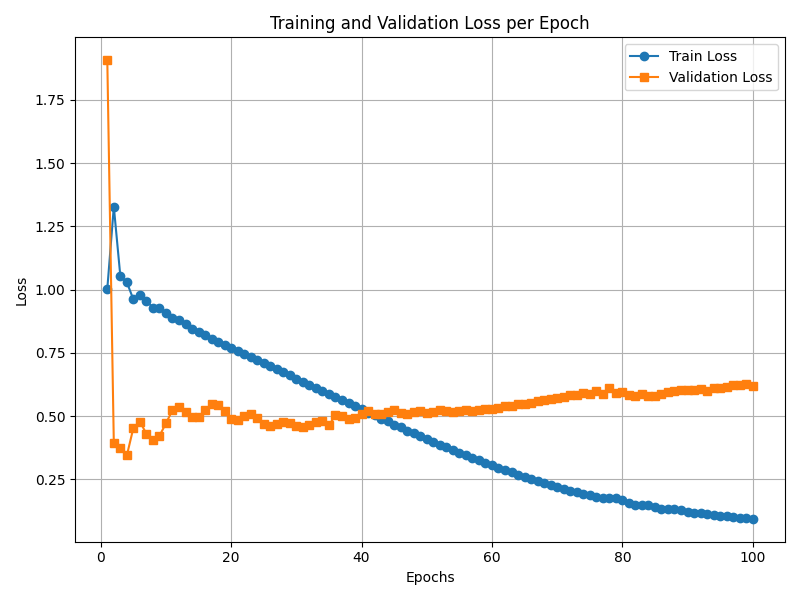 Training and Validation Loss per Epoch
Train Loss
Validation Loss
Loss
1.75
1.50
1.25
1.00
0.75
0.50
0.25
0 20 40 60 80 100
Epochs